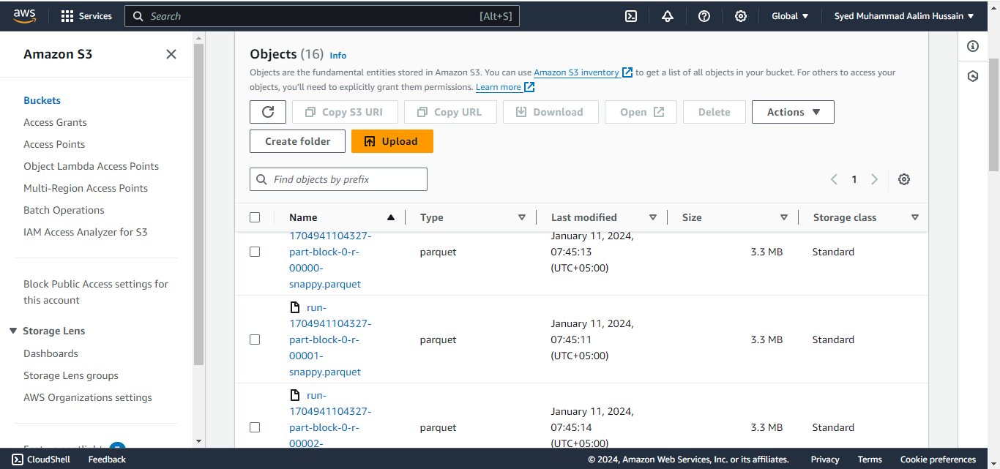 aws
Services
Search
[Alt+S]
Global
Syed Muhammad Aalim Hussain
Amazon S3
Buckets
Access Grants
Access Points
Object Lambda Access Points
Multi-Region Access Points
Batch Operations
IAM Access Analyzer for S3
Block Public Access settings for
this account
Storage Lens
Dashboards
Storage Lens groups
AWS Organizations settings
Objects (16) Info
Objects are the fundamental entities stored in Amazon S3. You can use Amazon S3 inventory to get a list of all objects in your bucket. For others to access your
objects, you'll need to explicitly grant them permissions. Learn more
Copy S3 URI
Copy URL
Download
Open
Delete
Actions
Create folder
Upload
Find objects by prefix
1
Name
Type
Last modified
Size
Storage class
1704941104327-
part-block-0-r-
00000-
snappy.parquet
parquet
January 11, 2024,
07:45:13
(UTC+05:00)
3.3 MB
Standard
run-
1704941104327-
part-block-0-r-
00001-
snappy.parquet
parquet
January 11, 2024,
07:45:11
(UTC+05:00)
3.3 MB
Standard
run-
1704941104327-
part-block-0-r-
00002-
parquet
January 11, 2024,
07:45:14
(UTC+05:00)
3.3 MB
Standard
CloudShell
Feedback
© 2024, Amazon Web Services, Inc. or its affiliates.
Privacy
Terms
Cookie preferences